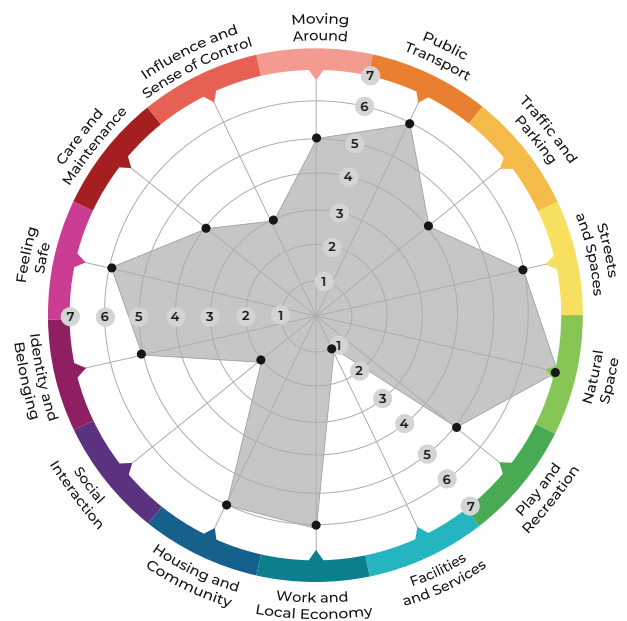 Moving
Around
Public
Transport
Traffic and
Parking
Streets
and Spaces
Natural
Space
Play and
Recreation
Facilities
and Services
Work and
Local Economy
Housing and
Community
Social
Interaction
Identity and
Belonging
Feeling
Safe
Care and
Maintenance
Influence and
Sense of Control
7
6
5
4
3
2
1
7 6 5 4 3 2 1
1
2
3
4
5
6
7